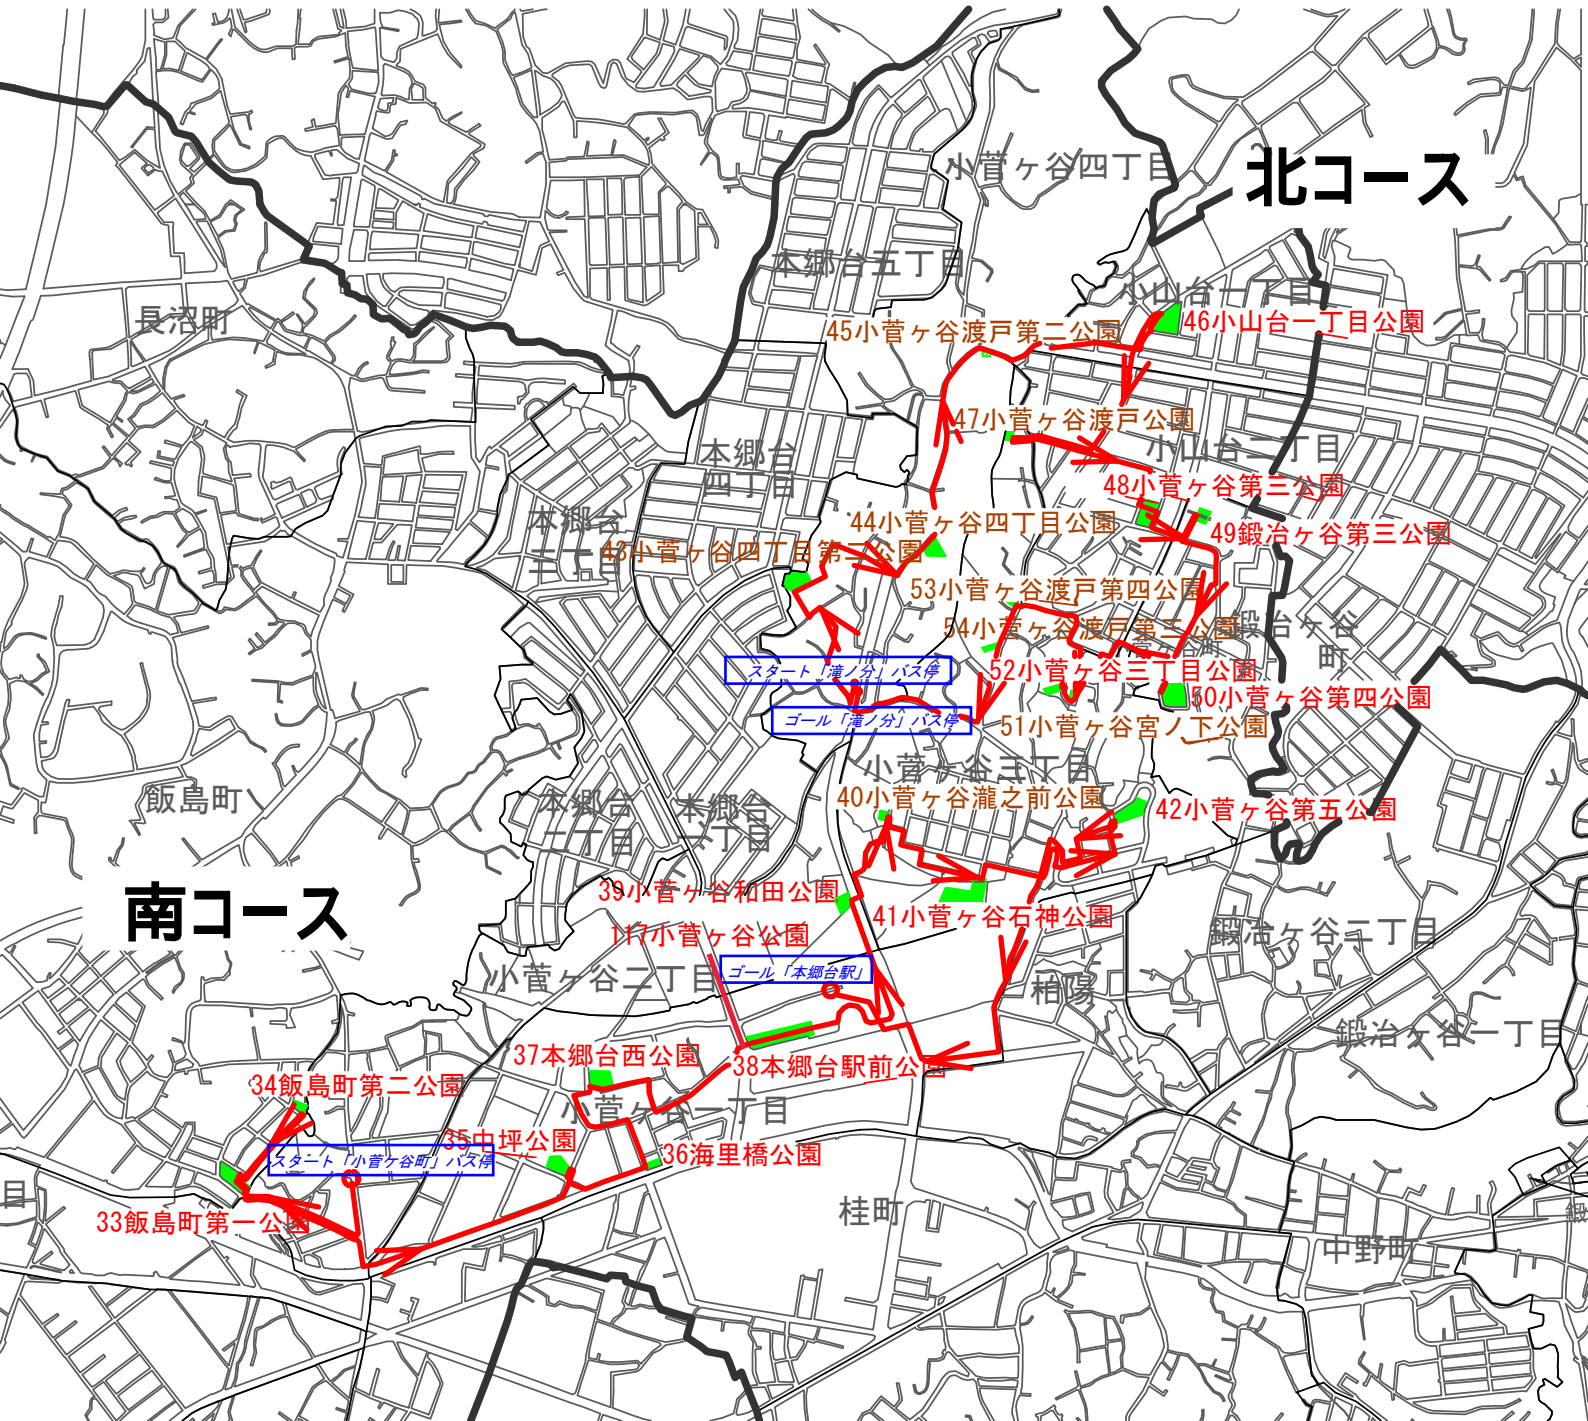 北コース
小菅ヶ谷四丁目
本郷台五丁目
小山台一丁目
長沼町
46小山台一丁目公園
45小菅ヶ谷渡戸第二公園
47小菅ヶ谷渡戸公園
小山台二丁目
本郷台
四丁目
48小菅ヶ谷第三公園
本郷台
三丁目
44小菅ヶ谷四丁目公園
49鍛冶ヶ谷第三公園
43小菅ヶ谷四丁目第二公園
53小菅ヶ谷渡戸第四公園
54小菅ヶ谷渡戸第三公園
鍛冶ヶ谷
町
スタート「滝ノ分」バス停
52小菅ヶ谷三丁目公園
50小菅ヶ谷第四公園
ゴール「滝ノ分」バス停
51小菅ヶ谷宮ノ下公園
小菅ヶ谷三丁目
飯島町
本郷台
二丁目
本郷台
一丁目
40小菅ヶ谷瀧之前公園
42小菅ヶ谷第五公園
南コース
39小菅ヶ谷和田公園
41小菅ヶ谷石神公園
117小菅ヶ谷公園
鍛冶ヶ谷二丁目
小菅ヶ谷二丁目
ゴール「本郷台駅」
柏陽
鍛冶ヶ谷一丁目
37本郷台西公園
38本郷台駅前公園
34飯島町第二公園
小菅ヶ谷一丁目
35中坪公園
36海里橋公園
スタート「小菅ケ谷町」バス停
目
33飯島町第一公園
桂町
鍛
中野町